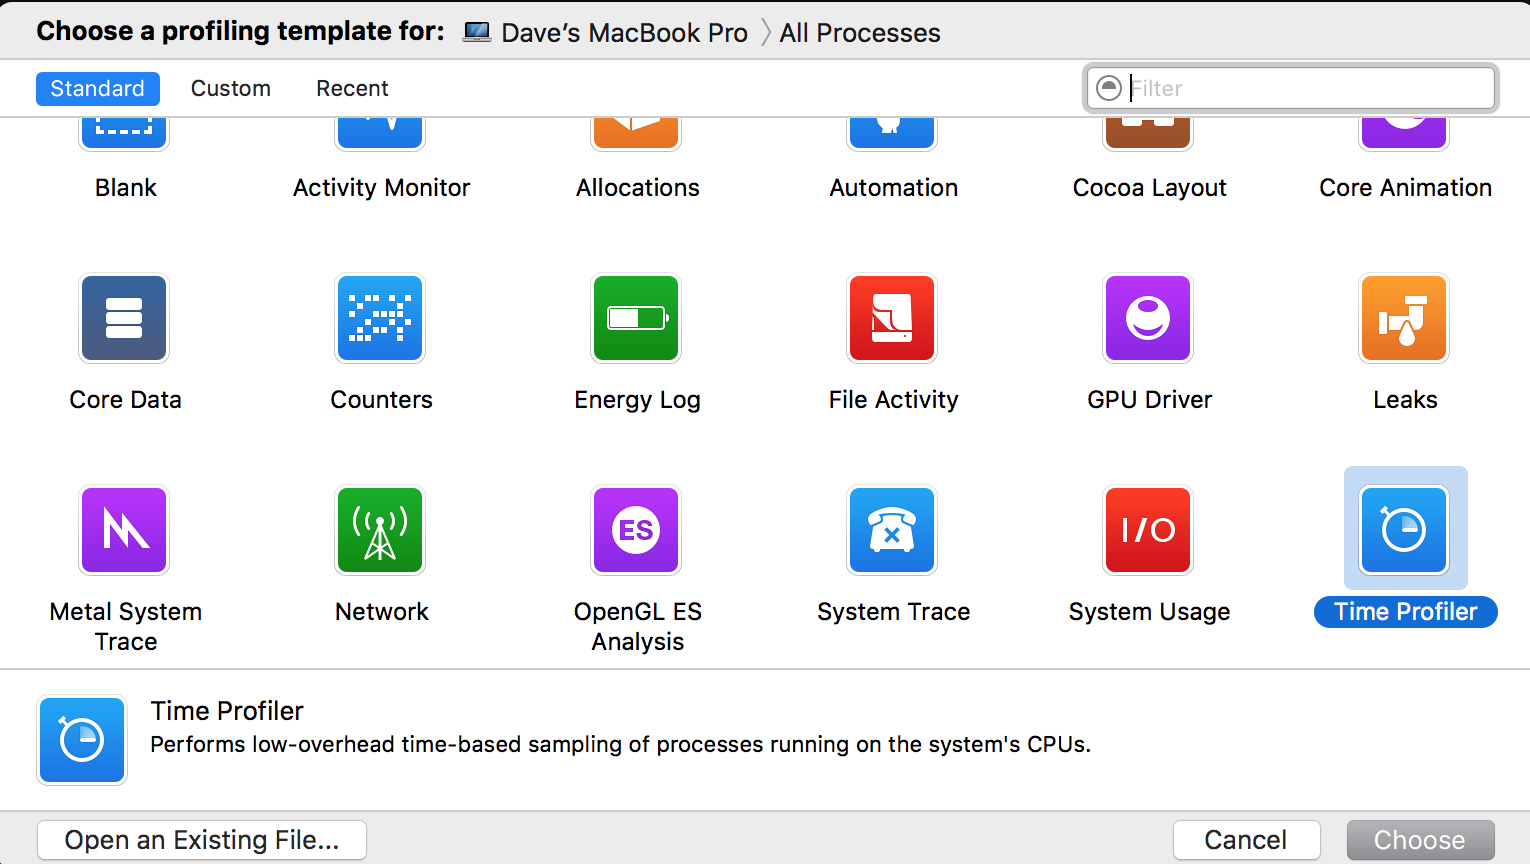 Choose a profiling template for: Dave’s MacBook Pro All Processes
Standard Custom Recent Filter
Blank Activity Monitor Allocations Automation Cocoa Layout Core Animation
Core Data Counters Energy Log File Activity GPU Driver Leaks
ES I/O
Metal System Network OpenGL ES System Trace System Usage Time Profiler
Trace Analysis
Time Profiler
Performs low-overhead time-based sampling of processes running on the system's CPUs.
Open an Existing File... Cancel Choose